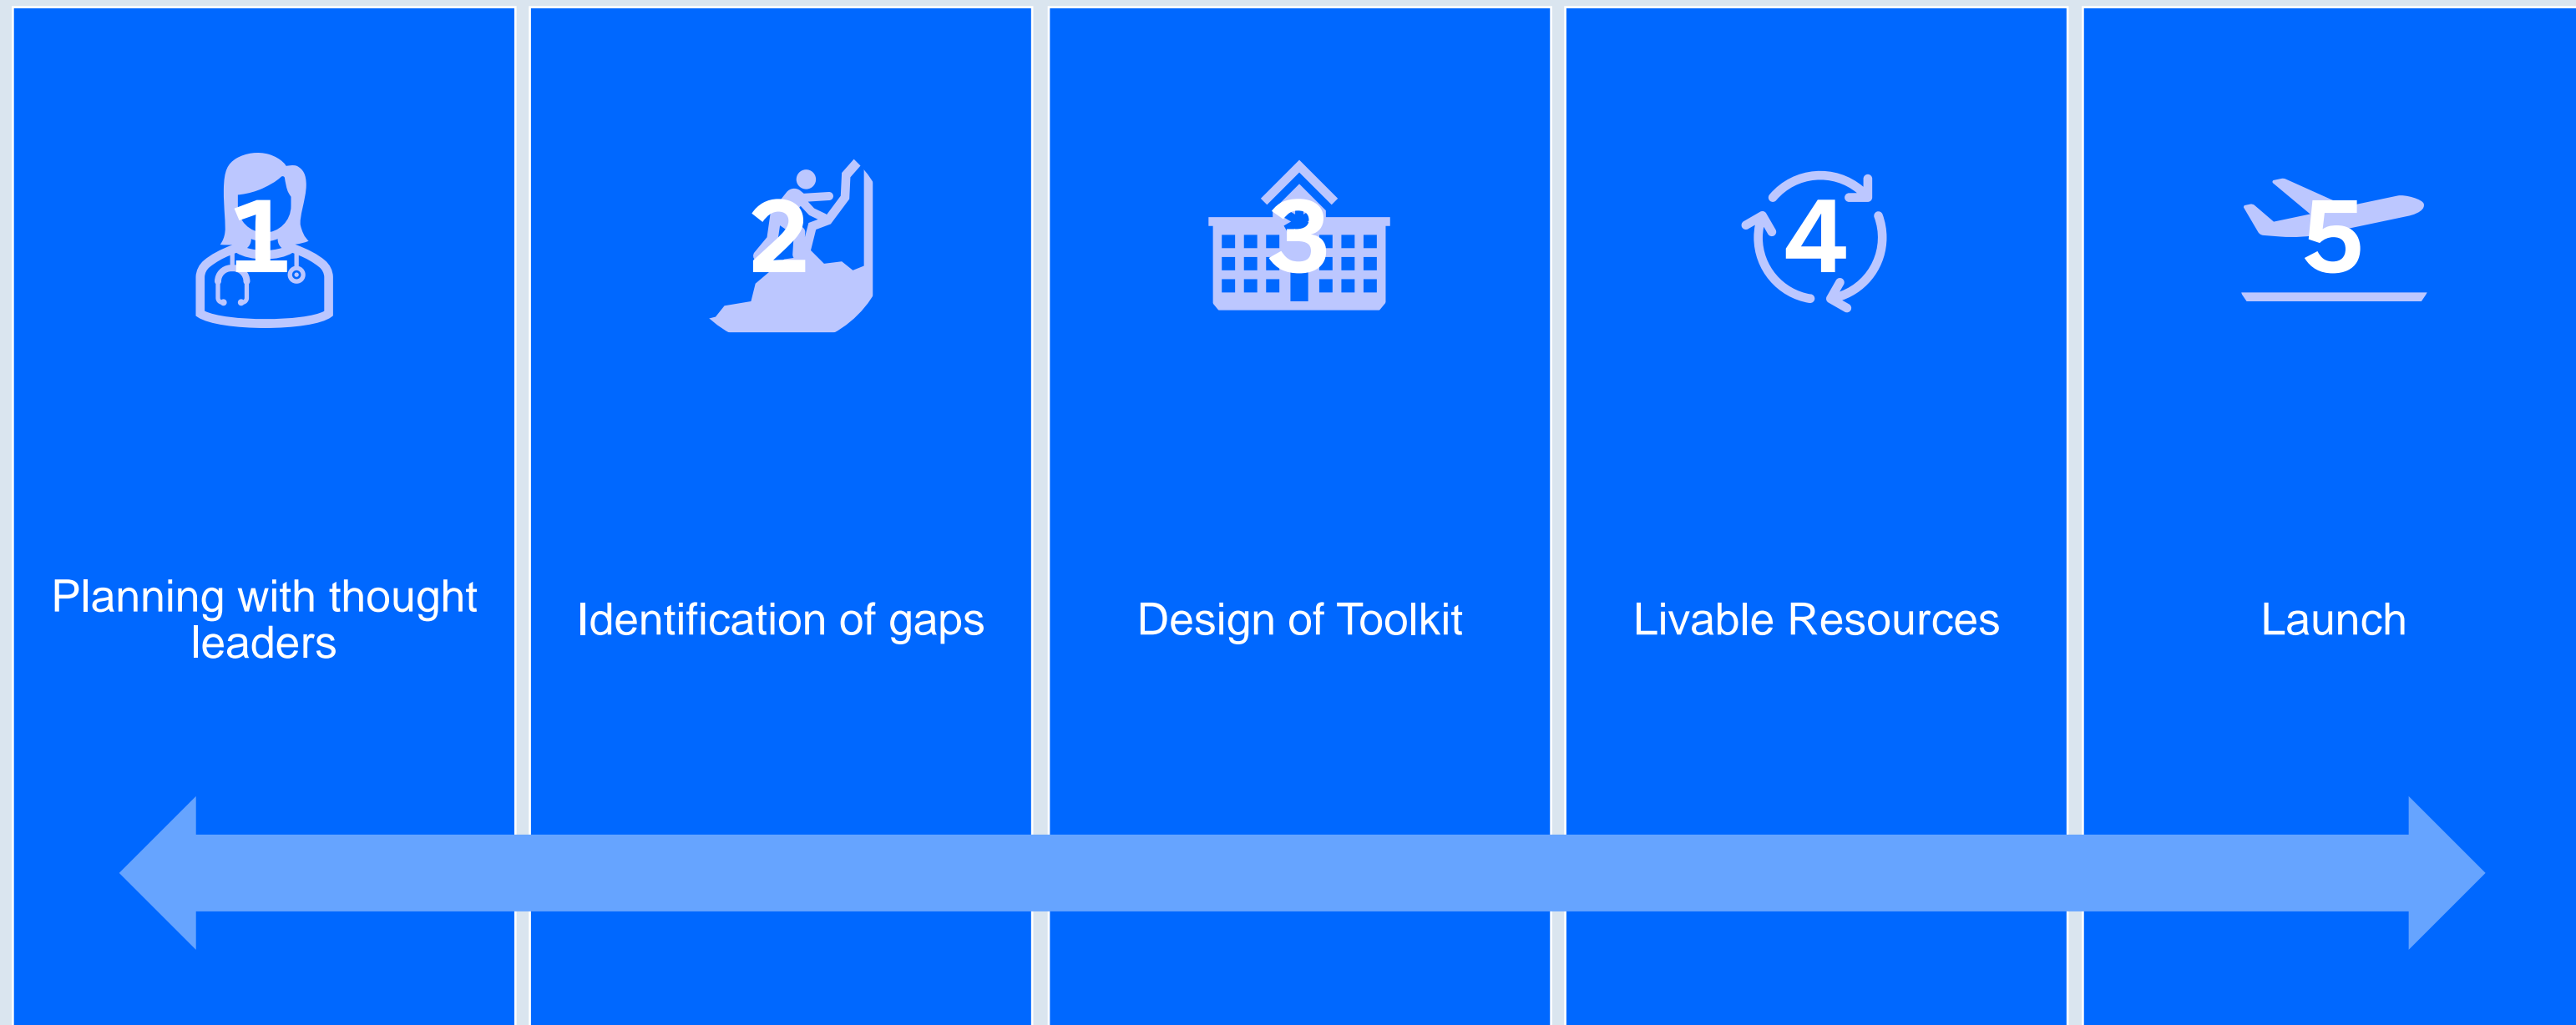 1
Planning with thought
leaders
2
Identification of gaps
3
Design of Toolkit
4
Livable Resources
5
Launch